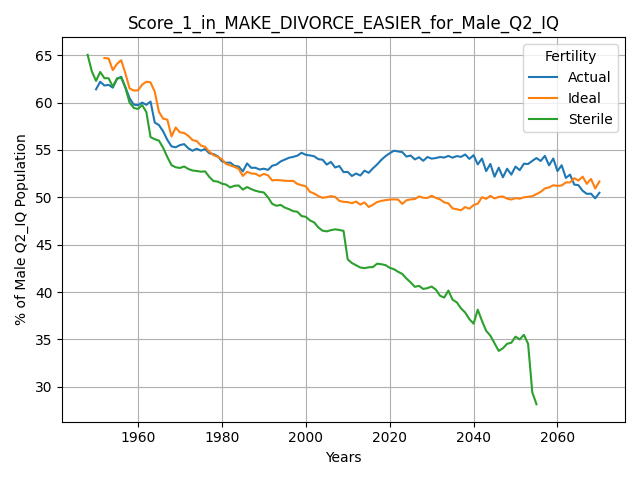 Score_1_in_MAKE_DIVORCE_EASIER_for_Male_Q2_IQ
Fertility
Actual
Ideal
Sterile
% of Male Q2_IQ Population
65
60
55
50
45
40
35
30
1960
1980
2000
2020
2040
2060
Years